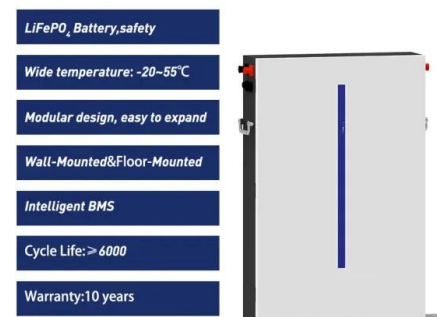 LiFePO₄ Battery,safety
Wide temperature: -20~55℃
Modular design, easy to expand
Wall-Mounted&Floor-Mounted
Intelligent BMS
Cycle Life:≥6000
Warranty:10 years